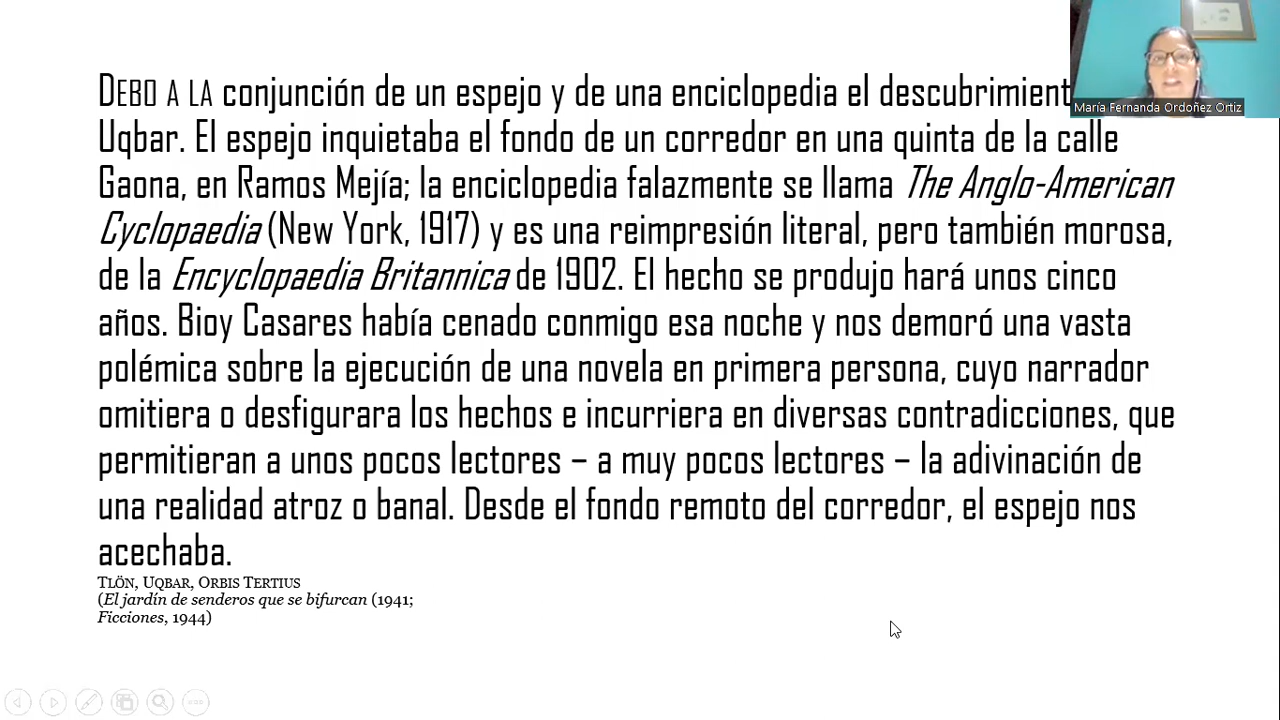 DEBO A LA conjunción de un espejo y de una enciclopedia el descubrimient
María Fernanda Ordoñez Ortiz
Uqbar. El espejo inquietaba el fondo de un corredor en una quinta de la calle
Gaona, en Ramos Mejía; la enciclopedia falazmente se llama The Anglo-American
Cyclopaedia (New York, 1917) y es una reimpresión literal, pero también morosa,
de la Encyclopaedia Britannica de 1902. El hecho se produjo hará unos cinco
años. Bioy Casares había cenado conmigo esa noche y nos demoró una vasta
polémica sobre la ejecución de una novela en primera persona, cuyo narrador
omitiera o desfigurara los hechos e incurriera en diversas contradicciones, que
permitieran a unos pocos lectores – a muy pocos lectores – la adivinación de
una realidad atroz o banal. Desde el fondo remoto del corredor, el espejo nos
acechaba.
TLÖN, UQBAR, ORBIS TERTIUS
(El jardín de senderos que se bifurcan (1941;
Ficciones, 1944)